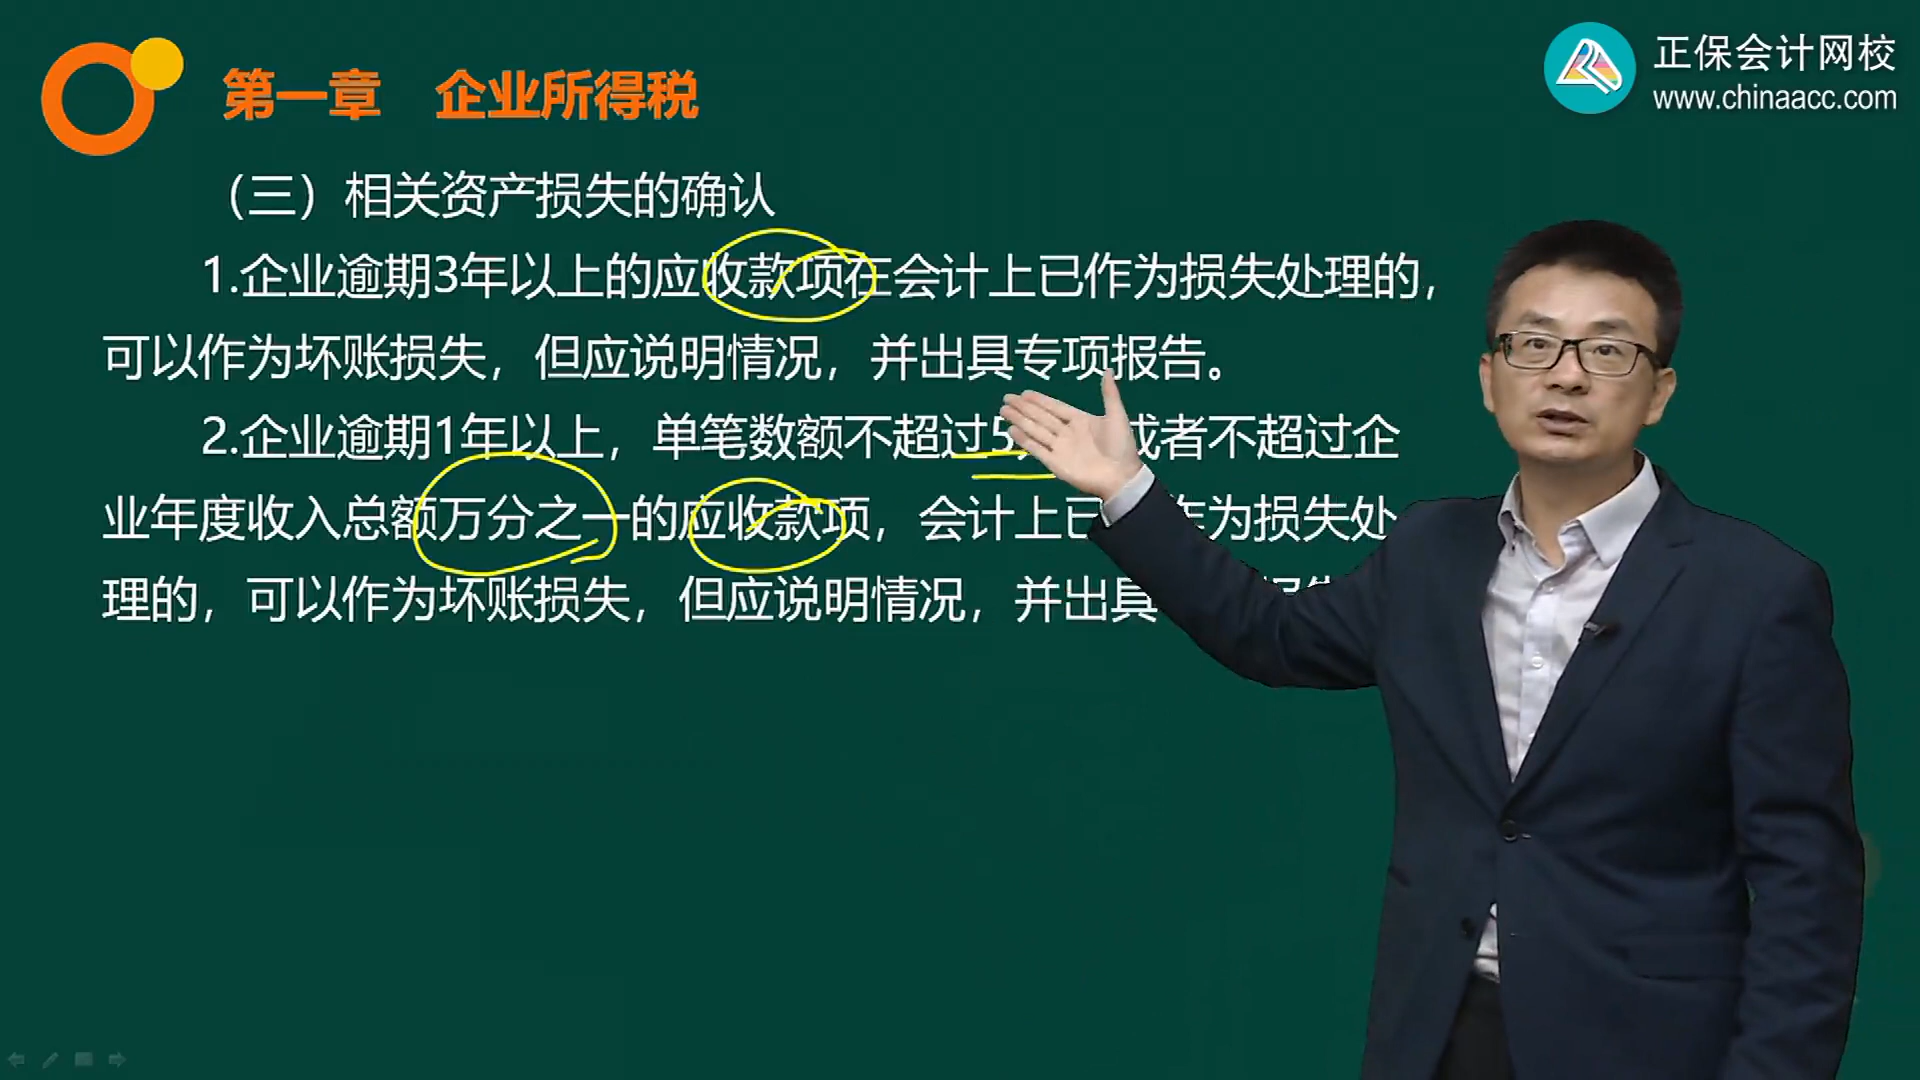 正保会计网校
www.chinaacc.com
第一章 企业所得税
（三）相关资产损失的确认
1.企业逾期3年以上的应收款项在会计上已作为损失处理的，
可以作为坏账损失，但应说明情况，并出具专项报告。
2.企业逾期1年以上，单笔数额不超过5 或者不超过企
业年度收入总额万分之一的应收款项，会计上已 作为损失处
理的，可以作为坏账损失，但应说明情况，并出具